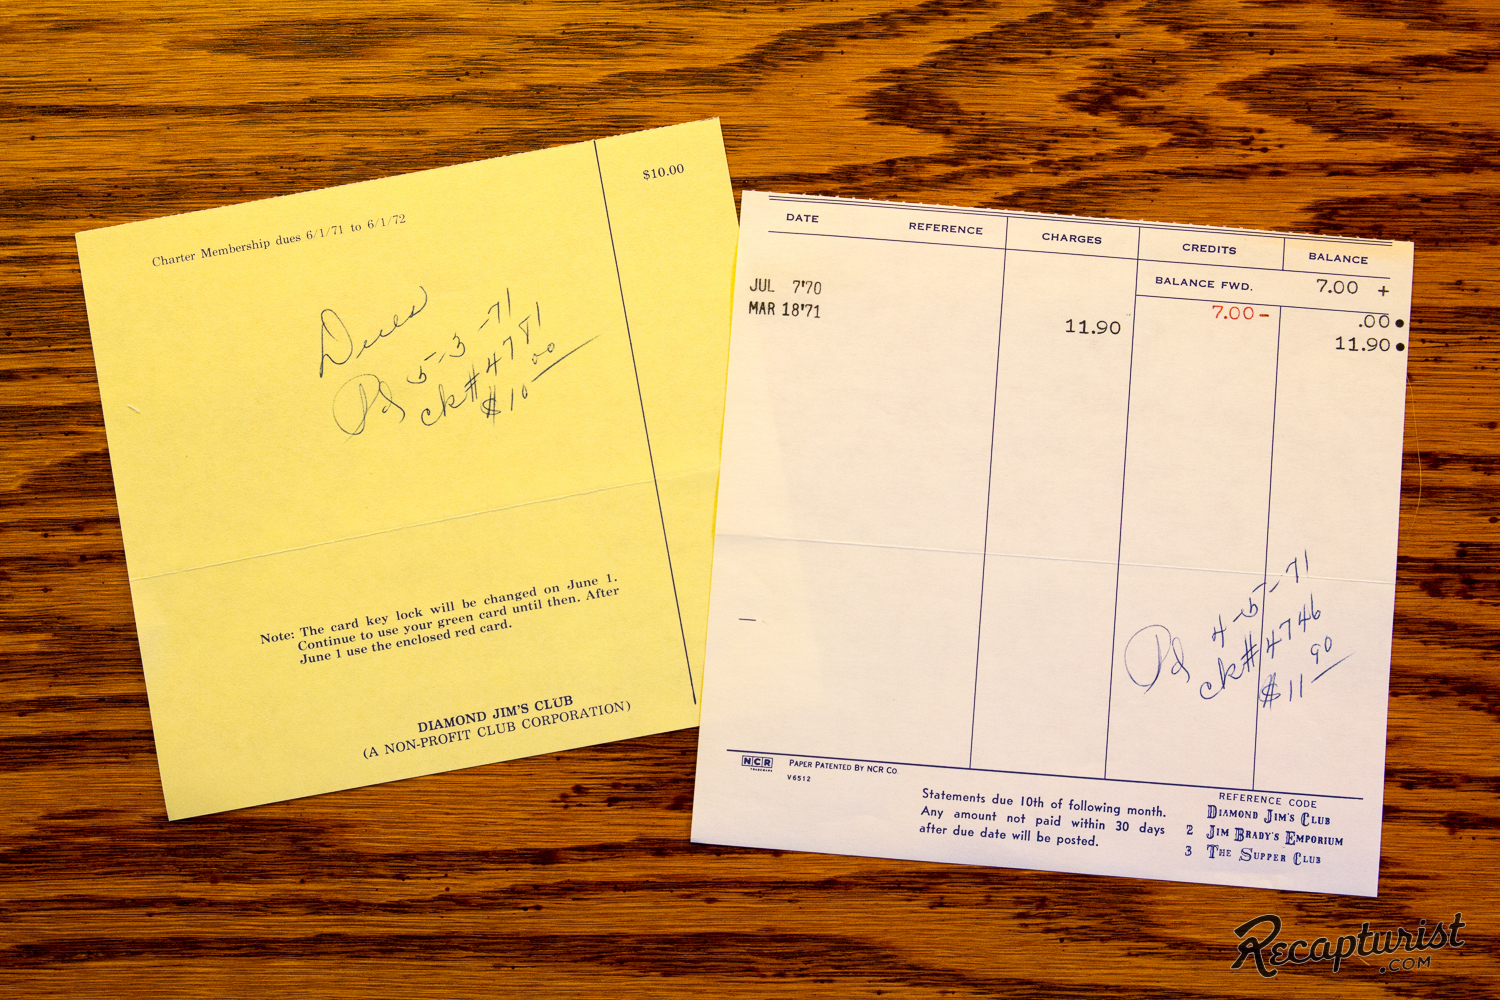 $10.00
Charter Membership dues 6/1/71 to 6/1/72
Dues
Pd 5-3-71
ck#4781
$10 00
Note: The card key lock will be changed on June 1.
Continue to use your green card until then. After
June 1 use the enclosed red card.
DIAMOND JIM'S CLUB
(A NON-PROFIT CLUB CORPORATION)
DATE REFERENCE CHARGES CREDITS BALANCE
BALANCE FWD. 7.00 +
JUL 7'70 7.00- .00●
MAR 18'71 11.90 11.90●
Pd 4-5-71
ck#4746
$11 90
NCR PAPER PATENTED BY NCR CO.
TRADEMARK
V6512
Statements due 10th of following month.
Any amount not paid within 30 days
after due date will be posted.
REFERENCE CODE
DIAMOND JIM'S CLUB
2 JIM BRADY'S EMPORIUM
3 THE SUPPER CLUB
Recapturist
.COM